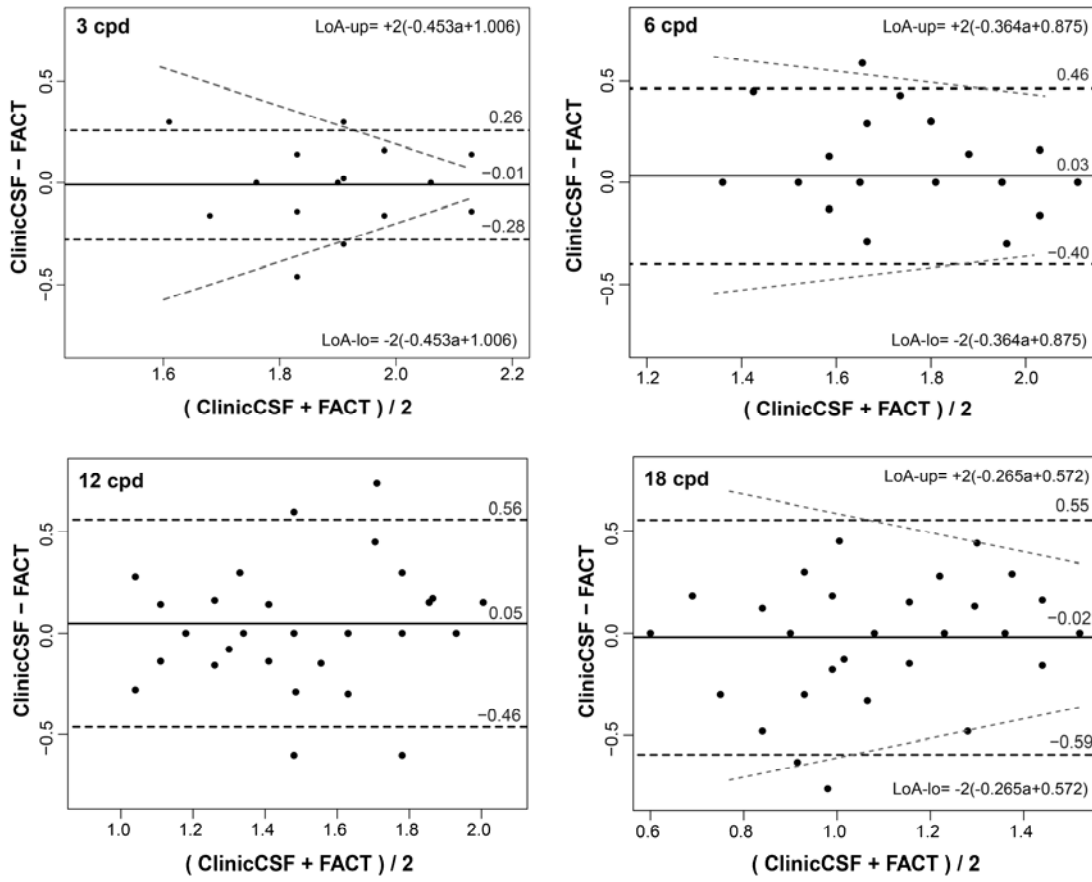 3 cpd
LoA-up= +2(-0.453a+1.006)
0.5
0.26
0.0
−0.01
−0.28
−0.5
LoA-lo= -2(-0.453a+1.006)
ClinicCSF − FACT
1.6 1.8 2.0 2.2
( ClinicCSF + FACT ) / 2
6 cpd
LoA-up= +2(-0.364a+0.875)
0.5
0.46
0.0
0.03
−0.40
−0.5
LoA-lo= -2(-0.364a+0.875)
ClinicCSF − FACT
1.2 1.4 1.6 1.8 2.0
( ClinicCSF + FACT ) / 2
12 cpd
0.56
0.5
0.05
0.0
−0.46
−0.5
ClinicCSF − FACT
1.0 1.2 1.4 1.6 1.8 2.0
( ClinicCSF + FACT ) / 2
18 cpd
LoA-up= +2(-0.265a+0.572)
0.55
0.5
0.0
−0.02
−0.5
−0.59
LoA-lo= -2(-0.265a+0.572)
ClinicCSF − FACT
0.6 0.8 1.0 1.2 1.4
( ClinicCSF + FACT ) / 2